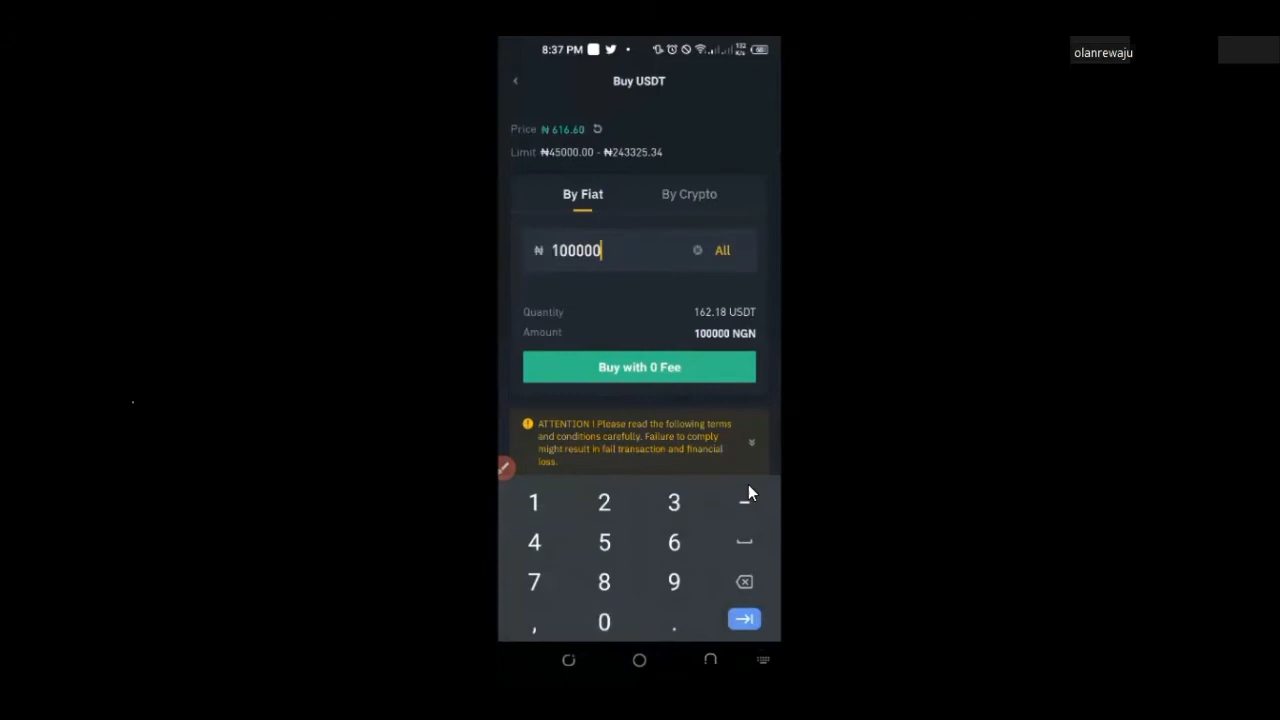 olanrewaju
8:37 PM
Buy USDT
Price ₦ 616.60
Limit ₦45000.00 - ₦243325.34
By Fiat By Crypto
₦ 100000 All
Quantity 162.18 USDT
Amount 100000 NGN
Buy with 0 Fee
ATTENTION ! Please read the following terms
and conditions carefully. Failure to comply
might result in fail transaction and financial
loss.
1 2 3 -
4 5 6
7 8 9
, 0 .